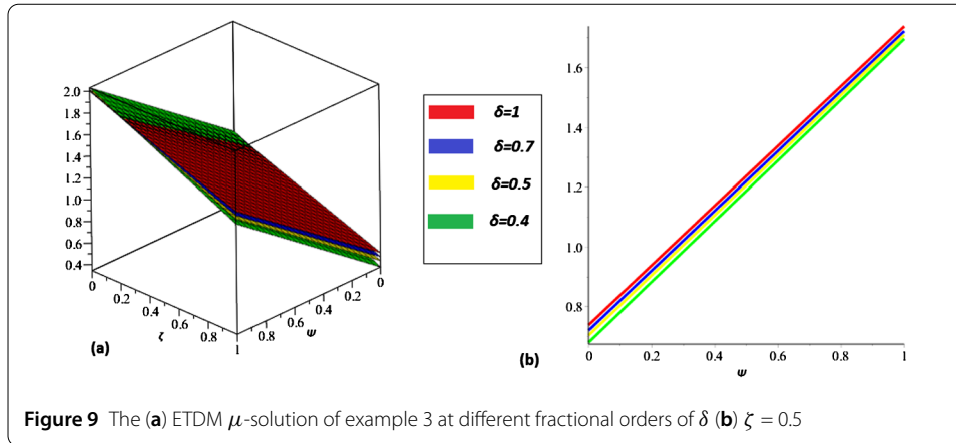 2.0
1.8
1.6
1.4
1.2
1.0
0.8
0.6
0.4
0
0.2
0.4
ζ
0.6
0.8
1
0.8
0.6
ψ
0.4
0.2
0
(a)
δ=1
δ=0.7
δ=0.5
δ=0.4
1.6
1.4
1.2
1.0
0.8
0 0.2 0.4 0.6 0.8 1
ψ
(b)
Figure 9 The (a) ETDM μ-solution of example 3 at different fractional orders of δ (b) ζ = 0.5